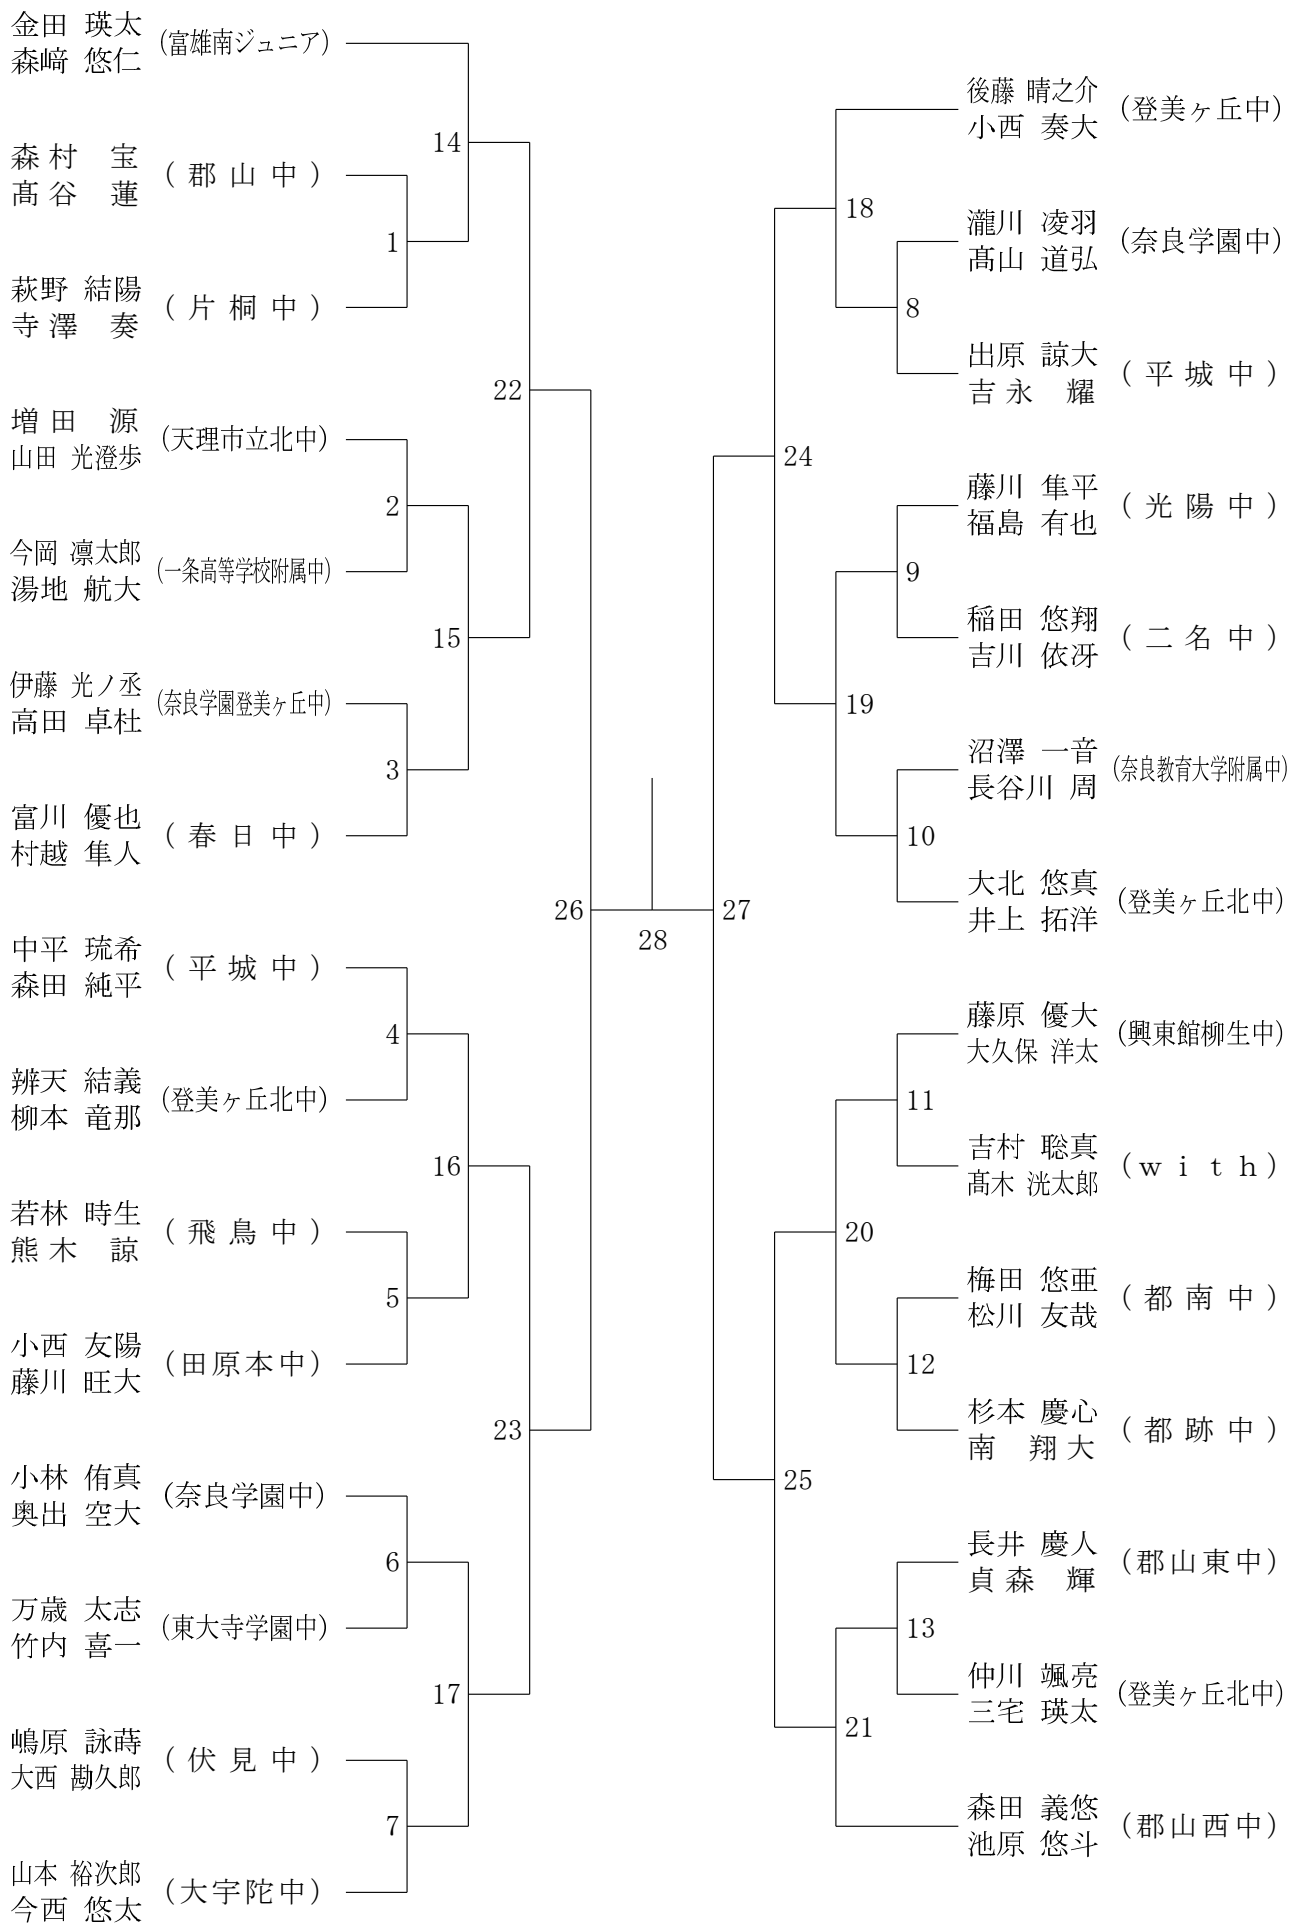 金田 瑛太
森﨑 悠仁
(富雄南ジュニア)
森村 宝
髙谷 蓮
(郡山中)
萩野 結陽
寺澤 奏
(片桐中)
増田 源
山田 光澄歩
(天理市立北中)
今岡 凛太郎
湯地 航大
(一条高等学校附属中)
伊藤 光ノ丞
高田 卓杜
(奈良学園登美ヶ丘中)
富川 優也
村越 隼人
(春日中)
中平 琉希
森田 純平
(平城中)
辨天 結義
柳本 竜那
(登美ヶ丘北中)
若林 時生
熊木 諒
(飛鳥中)
小西 友陽
藤川 旺大
(田原本中)
小林 侑真
奥出 空大
(奈良学園中)
万歳 太志
竹内 喜一
(東大寺学園中)
嶋原 詠蒔
大西 勘久郎
(伏見中)
山本 裕次郎
今西 悠太
(大宇陀中)
14
1
22
2
15
3
26
4
16
5
23
6
17
7
28
27
18
8
24
9
19
10
11
20
12
25
13
21
後藤 晴之介
小西 奏大
(登美ヶ丘中)
瀧川 凌羽
髙山 道弘
(奈良学園中)
出原 諒大
吉永 耀
(平城中)
藤川 隼平
福島 有也
(光陽中)
稲田 悠翔
吉川 依冴
(二名中)
沼澤 一音
長谷川 周
(奈良教育大学附属中)
大北 悠真
井上 拓洋
(登美ヶ丘北中)
藤原 優大
大久保 洋太
(興東館柳生中)
吉村 聡真
髙木 洸太郎
(with)
梅田 悠亜
松川 友哉
(都南中)
杉本 慶心
南 翔大
(都跡中)
長井 慶人
貞森 輝
(郡山東中)
仲川 颯亮
三宅 瑛太
(登美ヶ丘北中)
森田 義悠
池原 悠斗
(郡山西中)